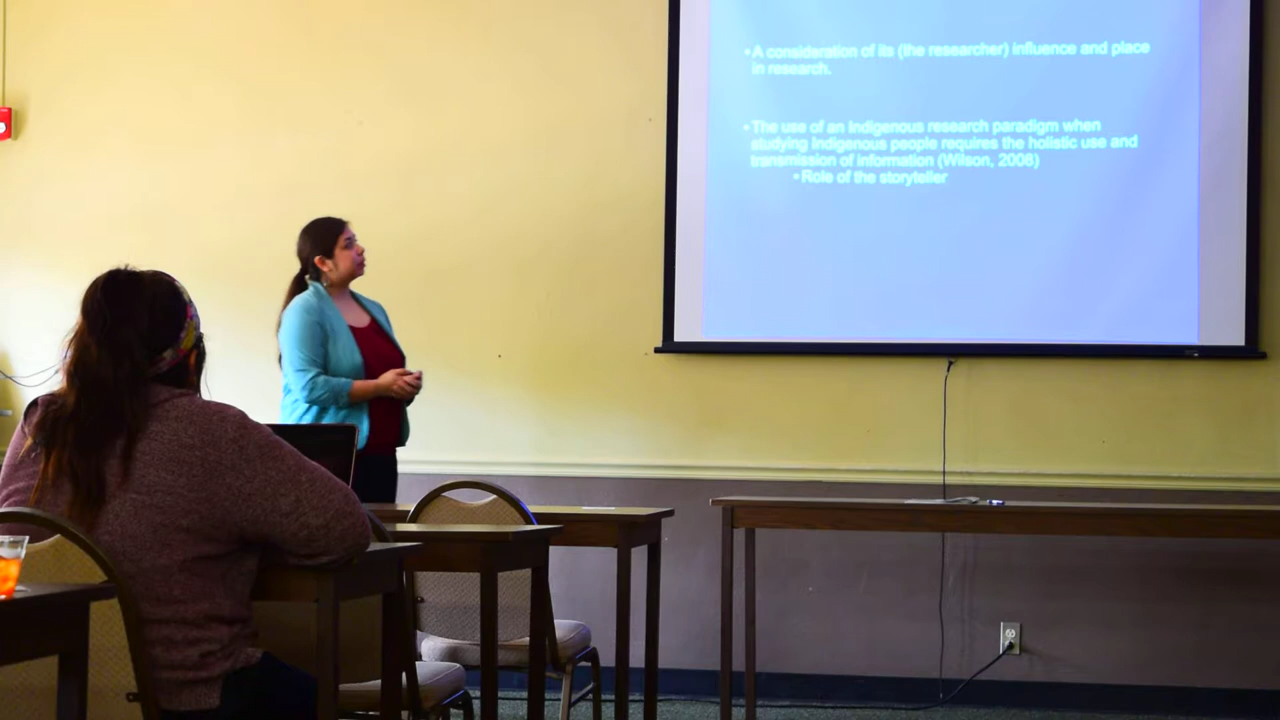 • A consideration of its (the researcher) influence and place
in research.
• The use of an Indigenous research paradigm when
studying Indigenous people requires the holistic use and
transmission of information (Wilson, 2008)
• Role of the storyteller